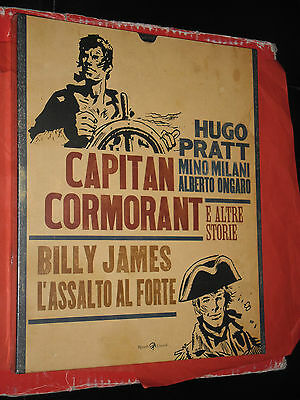 HUGO
PRATT
MINO MILANI
ALBERTO ONGARO
CAPITAN
CORMORANT
E ALTRE
STORIE
BILLY JAMES
L'ASSALTO AL FORTE